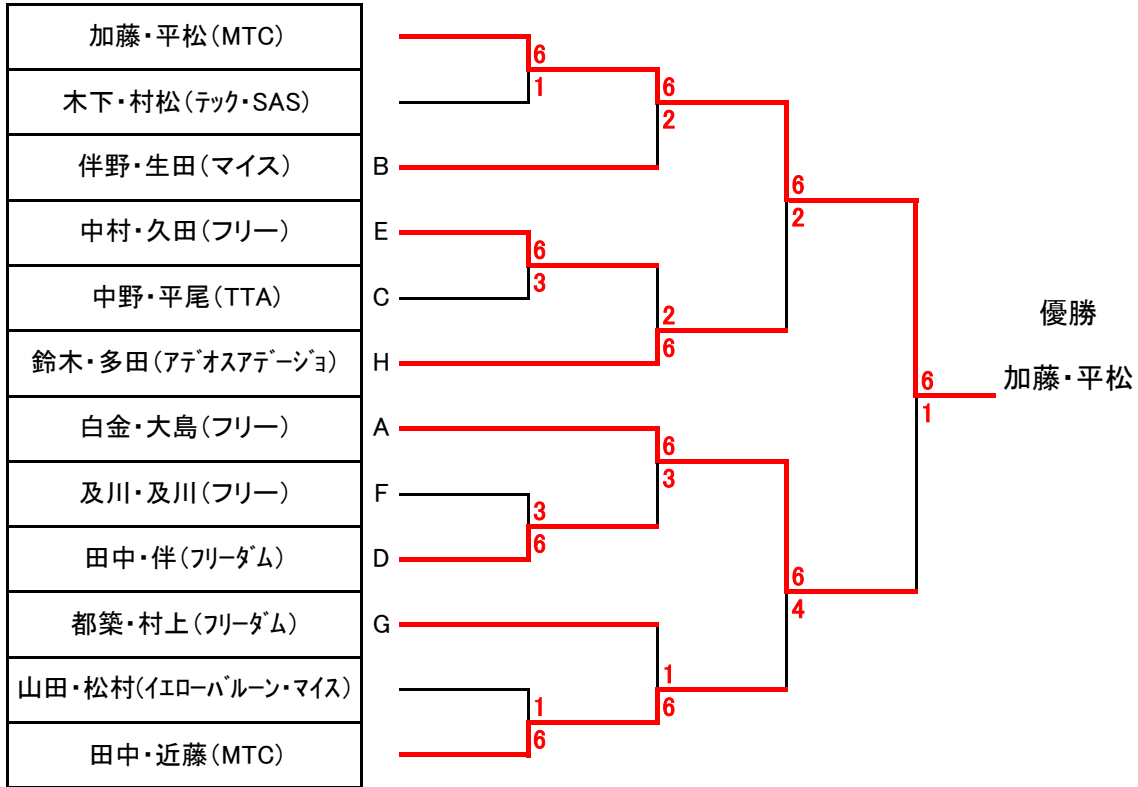 加藤・平松(MTC)
木下・村松(ﾃｯｸ・SAS)
伴野・生田(マイス)
B
中村・久田(フリー)
E
中野・平尾(TTA)
C
鈴木・多田(ｱﾃﾞｵｽｱﾃﾞｰｼﾞｮ)
H
白金・大島(フリー)
A
及川・及川(フリー)
F
田中・伴(ﾌﾘｰﾀﾞﾑ)
D
都築・村上(ﾌﾘｰﾀﾞﾑ)
G
山田・松村(ｲｴﾛｰﾊﾞﾙｰﾝ・マイス)
田中・近藤(MTC)
6
1
6
3
3
6
1
6
6
2
2
6
6
3
1
6
6
2
6
4
6
1
優勝
加藤・平松